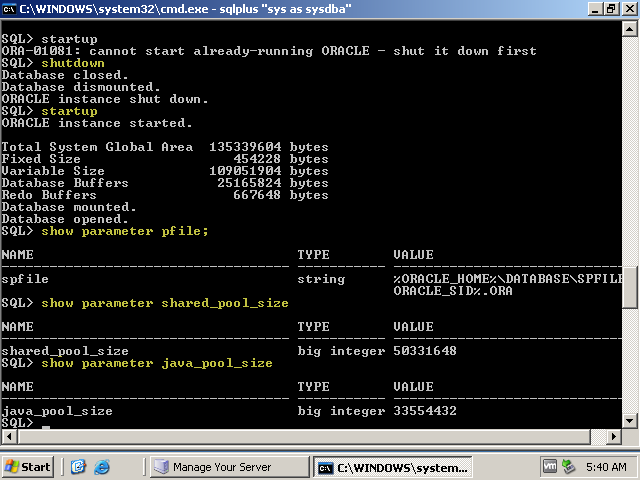 C:\WINDOWS\system32\cmd.exe - sqlplus "sys as sysdba"
SQL> startup
ORA-01081: cannot start already-running ORACLE - shut it down first
SQL> shutdown
Database closed.
Database dismounted.
ORACLE instance shut down.
SQL> startup
ORACLE instance started.
Total System Global Area 135339604 bytes
Fixed Size 454228 bytes
Variable Size 109051904 bytes
Database Buffers 25165824 bytes
Redo Buffers 667648 bytes
Database mounted.
Database opened.
SQL> show parameter pfile;
NAME TYPE VALUE
------------------------------------ ----------- ------------------------------
spfile string %ORACLE_HOME%\DATABASE\SPFILE
ORACLE_SID%.ORA
SQL> show parameter shared_pool_size
NAME TYPE VALUE
------------------------------------ ----------- ------------------------------
shared_pool_size big integer 50331648
SQL> show parameter java_pool_size
NAME TYPE VALUE
------------------------------------ ----------- ------------------------------
java_pool_size big integer 33554432
SQL> _
Start Manage Your Server C:\WINDOWS\system... vm 5:40 AM